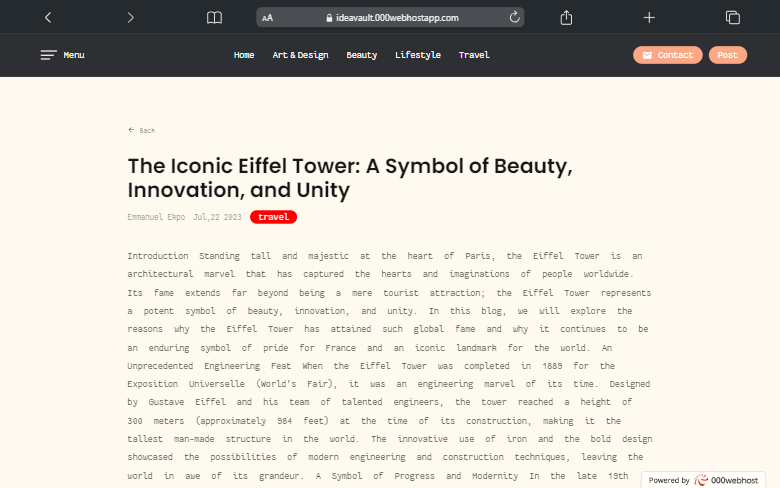 AA ideavault.000webhostapp.com
Menu Home Art & Design Beauty Lifestyle Travel Contact Post
← Back
The Iconic Eiffel Tower: A Symbol of Beauty,
Innovation, and Unity
Emmanuel Ekpo Jul,22 2023 travel
Introduction Standing tall and majestic at the heart of Paris, the Eiffel Tower is an
architectural marvel that has captured the hearts and imaginations of people worldwide.
Its fame extends far beyond being a mere tourist attraction; the Eiffel Tower represents
a potent symbol of beauty, innovation, and unity. In this blog, we will explore the
reasons why the Eiffel Tower has attained such global fame and why it continues to be
an enduring symbol of pride for France and an iconic landmark for the world. An
Unprecedented Engineering Feat When the Eiffel Tower was completed in 1889 for the
Exposition Universelle (World's Fair), it was an engineering marvel of its time. Designed
by Gustave Eiffel and his team of talented engineers, the tower reached a height of
300 meters (approximately 984 feet) at the time of its construction, making it the
tallest man-made structure in the world. The innovative use of iron and the bold design
showcased the possibilities of modern engineering and construction techniques, leaving the
world in awe of its grandeur. A Symbol of Progress and Modernity In the late 19th
Powered by 000webhost